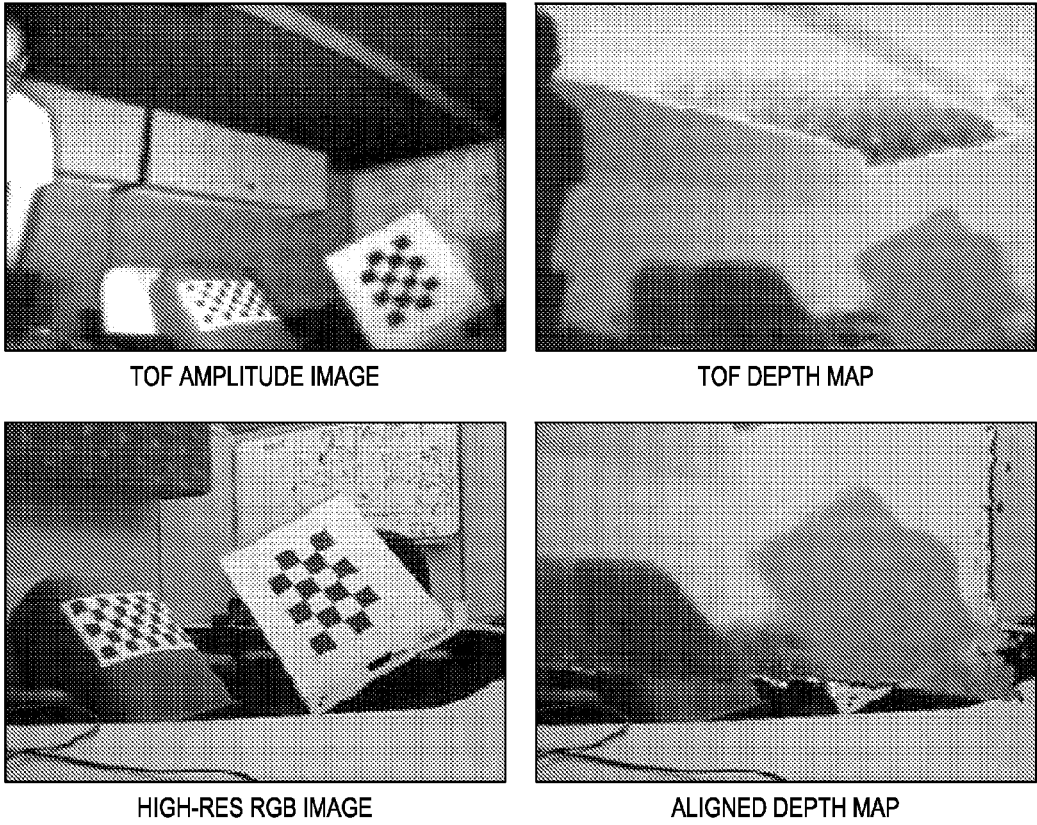 TOF AMPLITUDE IMAGE
TOF DEPTH MAP
HIGH-RES RGB IMAGE
ALIGNED DEPTH MAP